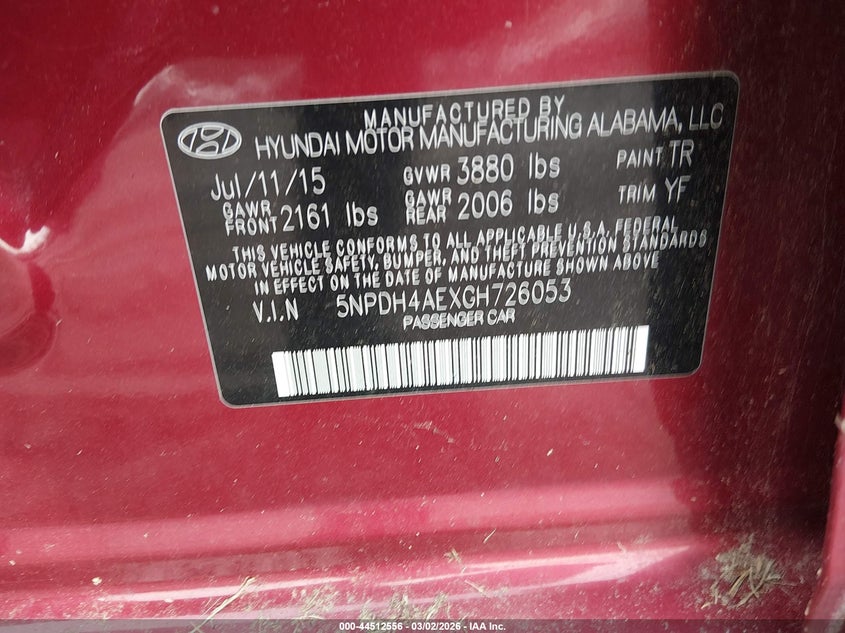 MANUFACTURED BY
HYUNDAI MOTOR MANUFACTURING ALABAMA, LLC
Jul/11/15 GVWR 3880 lbs PAINT TR
GAWR FRONT 2161 lbs GAWR REAR 2006 lbs TRIM YF
THIS VEHICLE CONFORMS TO ALL APPLICABLE U.S.A. FEDERAL
MOTOR VEHICLE SAFETY, BUMPER, AND THEFT PREVENTION STANDARDS
IN EFFECT ON THE DATE OF MANUFACTURE SHOWN ABOVE
V.I.N 5NPDH4AEXGH726053
PASSENGER CAR
000-44512556 - 03/02/2026 - IAA Inc.